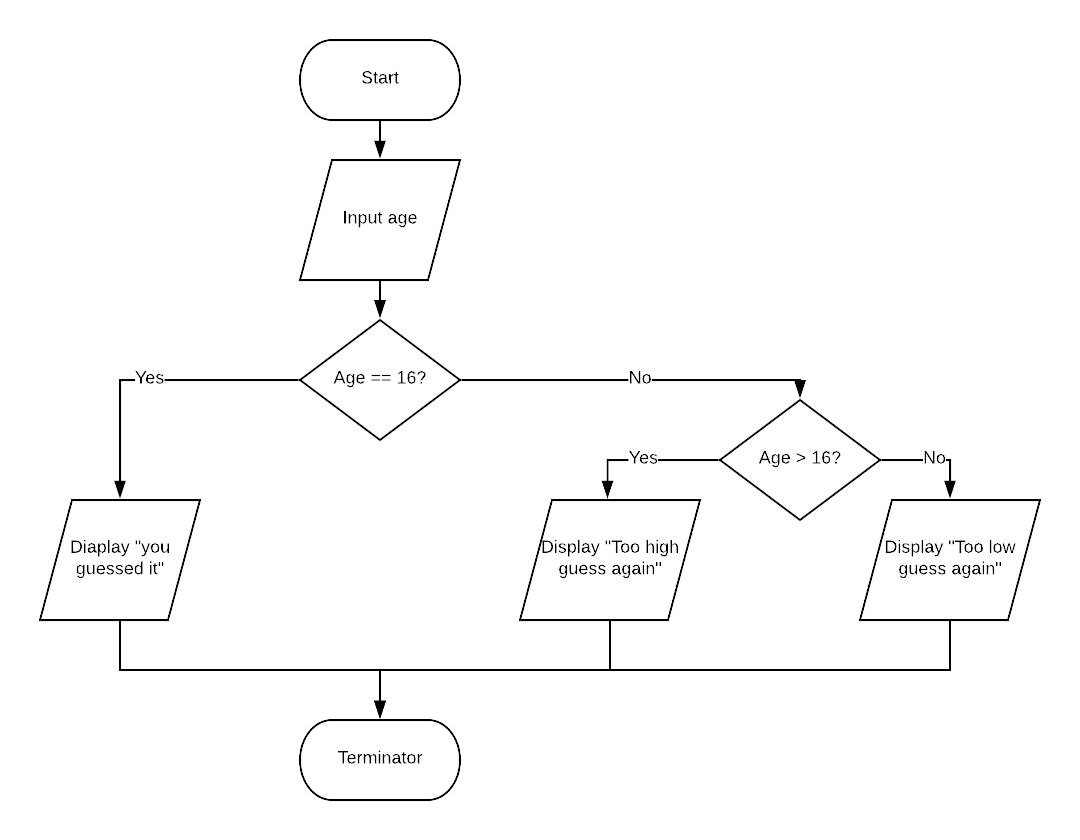 Start
Input age
Age == 16?
Yes
No
Age > 16?
Yes
No
Diaplay "you
guessed it"
Display "Too high
guess again"
Display "Too low
guess again"
Terminator